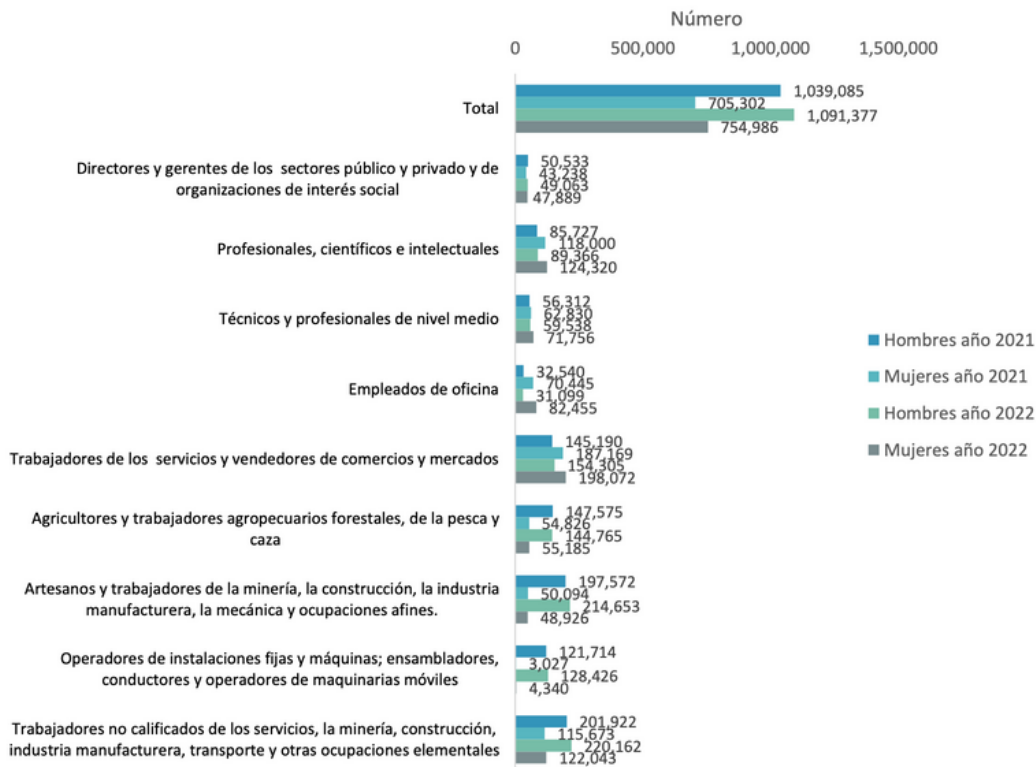 Número
0
500,000
1,000,000
1,500,000
Total
1,039,085
705,302
1,091,377
754,986
Directores y gerentes de los sectores público y privado y de
organizaciones de interés social
50,533
43,238
49,063
47,889
Profesionales, científicos e intelectuales
85,727
118,000
89,366
124,320
Técnicos y profesionales de nivel medio
56,312
62,830
59,538
71,756
Empleados de oficina
32,540
70,445
31,099
82,455
Trabajadores de los servicios y vendedores de comercios y mercados
145,190
187,169
154,305
198,072
Agricultores y trabajadores agropecuarios forestales, de la pesca y
caza
147,575
54,826
144,765
55,185
Artesanos y trabajadores de la minería, la construcción, la industria
manufacturera, la mecánica y ocupaciones afines.
197,572
50,094
214,653
48,926
Operadores de instalaciones fijas y máquinas; ensambladores,
conductores y operadores de maquinarias móviles
121,714
3,027
128,426
4,340
Trabajadores no calificados de los servicios, la minería, construcción,
industria manufacturera, transporte y otras ocupaciones elementales
201,922
115,673
220,162
122,043
Hombres año 2021
Mujeres año 2021
Hombres año 2022
Mujeres año 2022